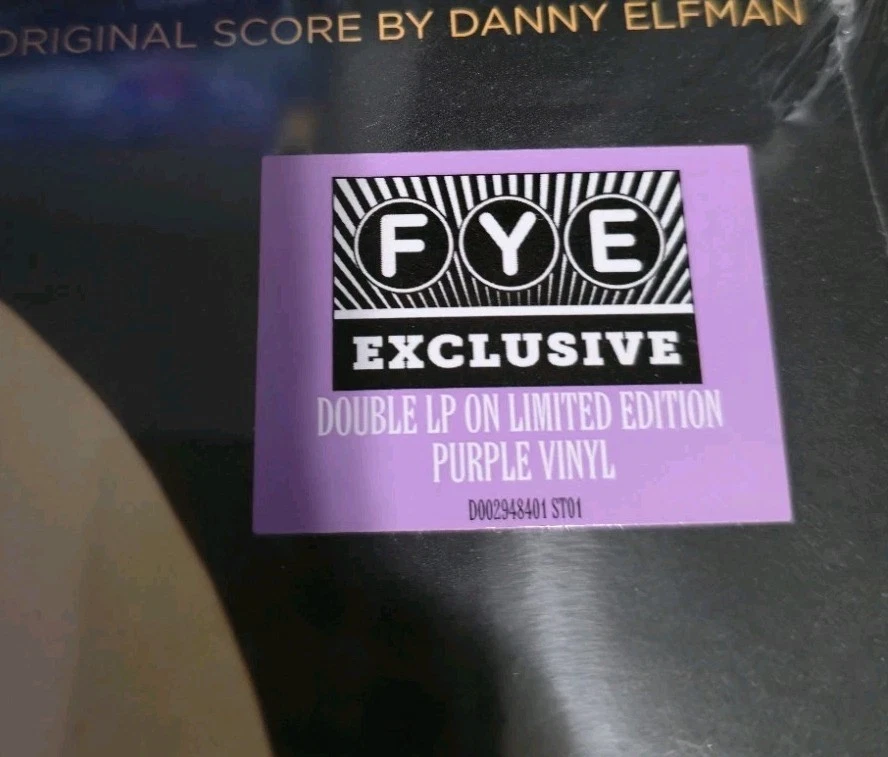 ORIGINAL SCORE BY DANNY ELFMAN
FYE
EXCLUSIVE
DOUBLE LP ON LIMITED EDITION
PURPLE VINYL
D002948401 ST01